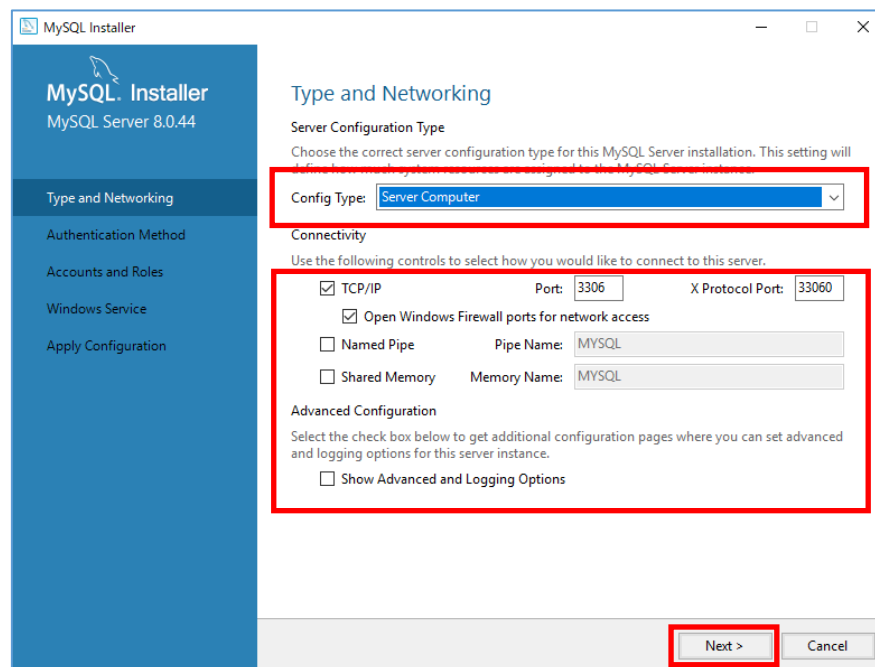 MySQL Installer
MySQL. Installer
MySQL Server 8.0.44
Type and Networking
Authentication Method
Accounts and Roles
Windows Service
Apply Configuration
Type and Networking
Server Configuration Type
Choose the correct server configuration type for this MySQL Server installation. This setting will
define how much system resources are assigned to the MySQL Server instance.
Config Type: Server Computer
Connectivity
Use the following controls to select how you would like to connect to this server.
TCP/IP Port: 3306 X Protocol Port: 33060
Open Windows Firewall ports for network access
Named Pipe Pipe Name: MYSQL
Shared Memory Memory Name: MYSQL
Advanced Configuration
Select the check box below to get additional configuration pages where you can set advanced
and logging options for this server instance.
Show Advanced and Logging Options
Next > Cancel